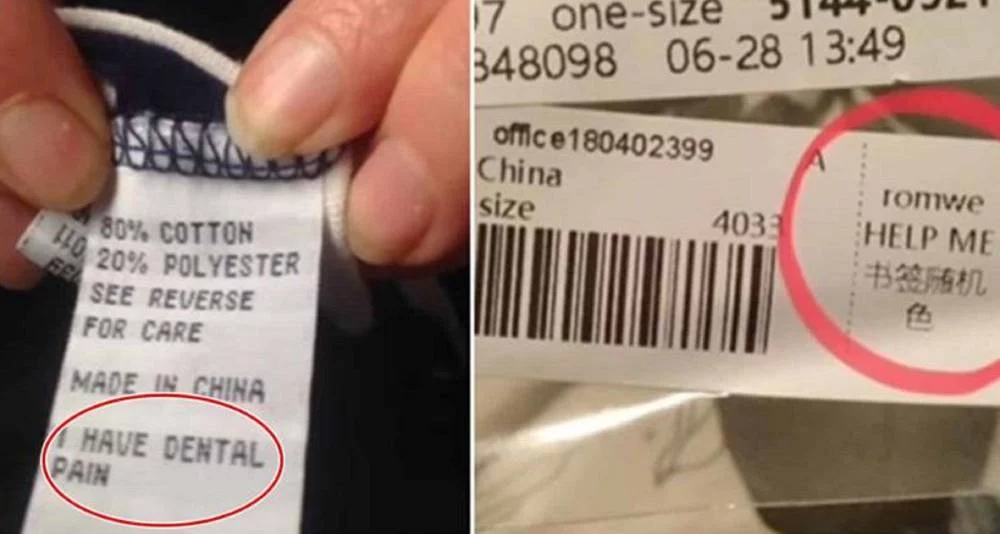 80% COTTON
20% POLYESTER
SEE REVERSE
FOR CARE
MADE IN CHINA
I HAVE DENTAL
PAIN
one-size
848098 06-28 13:49
office180402399
China
size
4033
A
romwe
HELP ME
书签随机
色